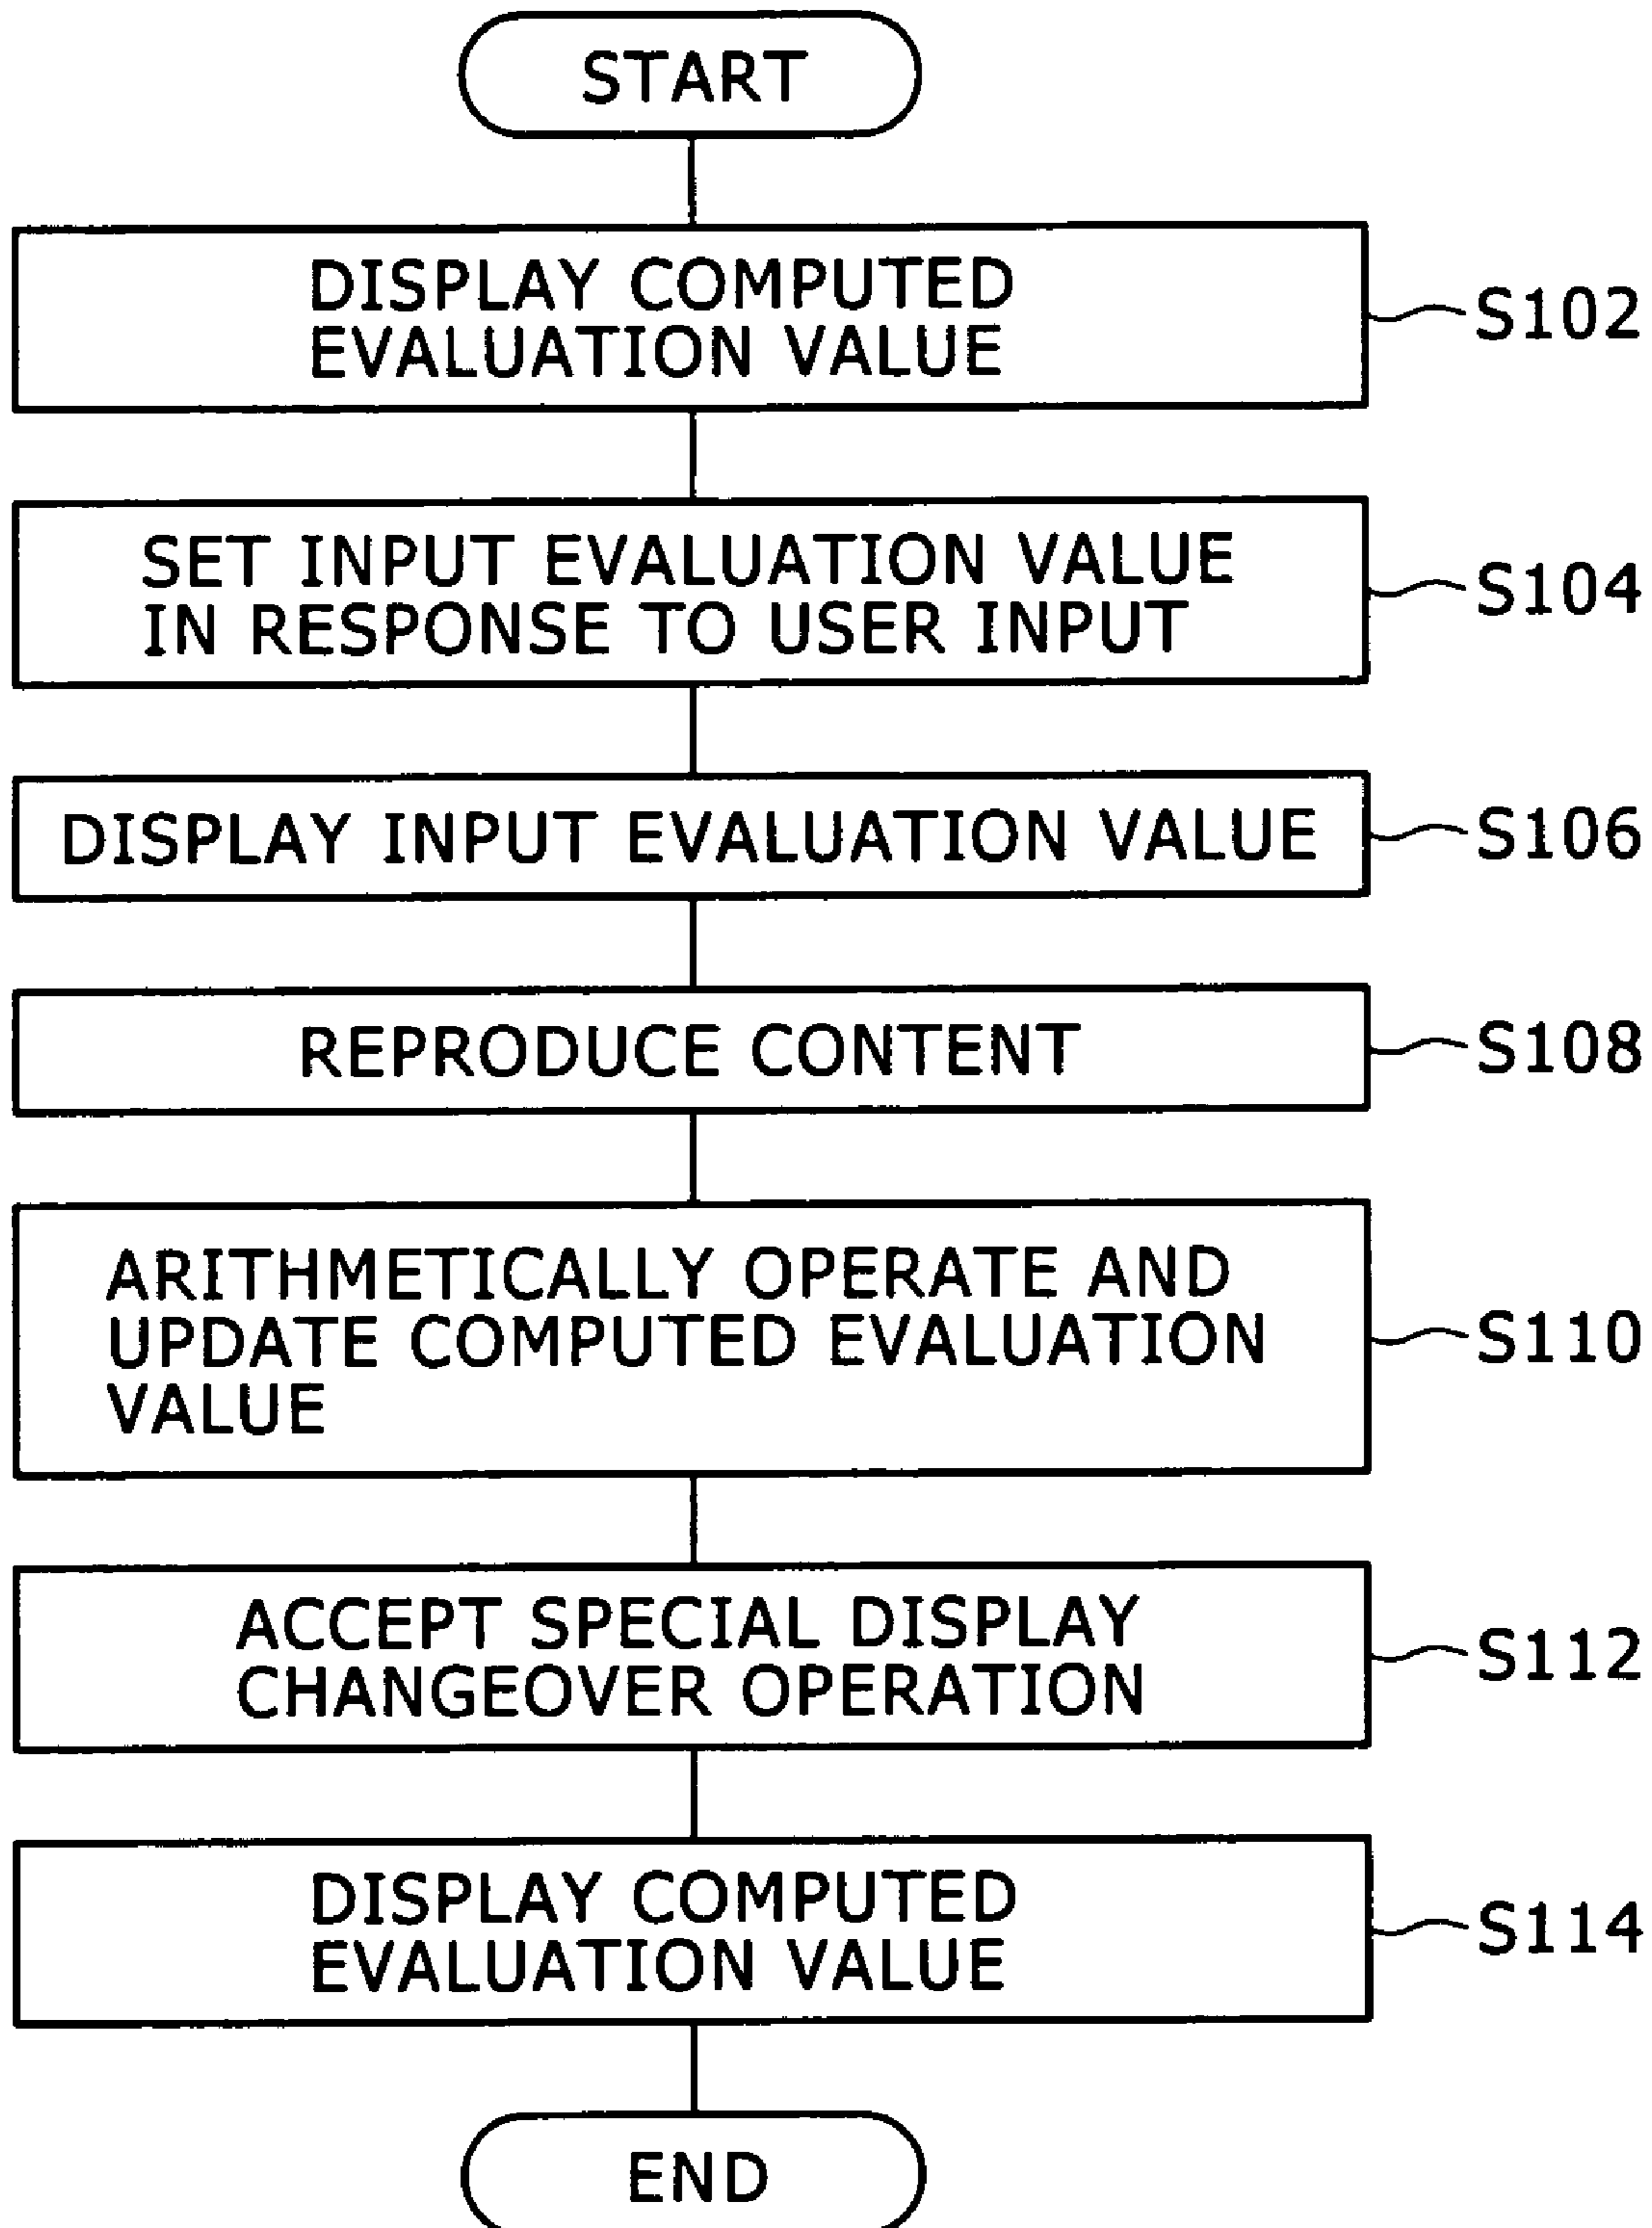 START
DISPLAY COMPUTED
EVALUATION VALUE
S102
SET INPUT EVALUATION VALUE
IN RESPONSE TO USER INPUT
S104
DISPLAY INPUT EVALUATION VALUE
S106
REPRODUCE CONTENT
S108
ARITHMETICALLY OPERATE AND
UPDATE COMPUTED EVALUATION
VALUE
S110
ACCEPT SPECIAL DISPLAY
CHANGEOVER OPERATION
S112
DISPLAY COMPUTED
EVALUATION VALUE
S114
END